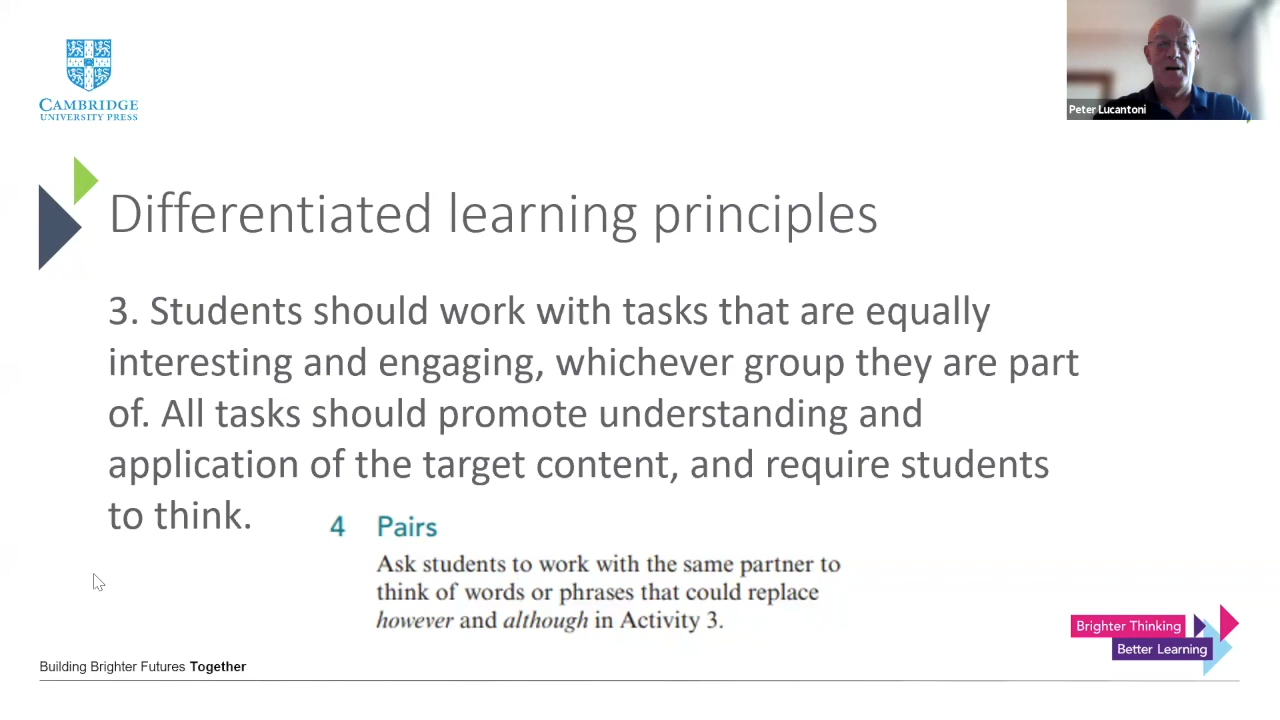 CAMBRIDGE
UNIVERSITY PRESS
Peter Lucantoni
Differentiated learning principles
3. Students should work with tasks that are equally
interesting and engaging, whichever group they are part
of. All tasks should promote understanding and
application of the target content, and require students
to think.
4 Pairs
Ask students to work with the same partner to
think of words or phrases that could replace
however and although in Activity 3.
Brighter Thinking
Better Learning
Building Brighter Futures Together